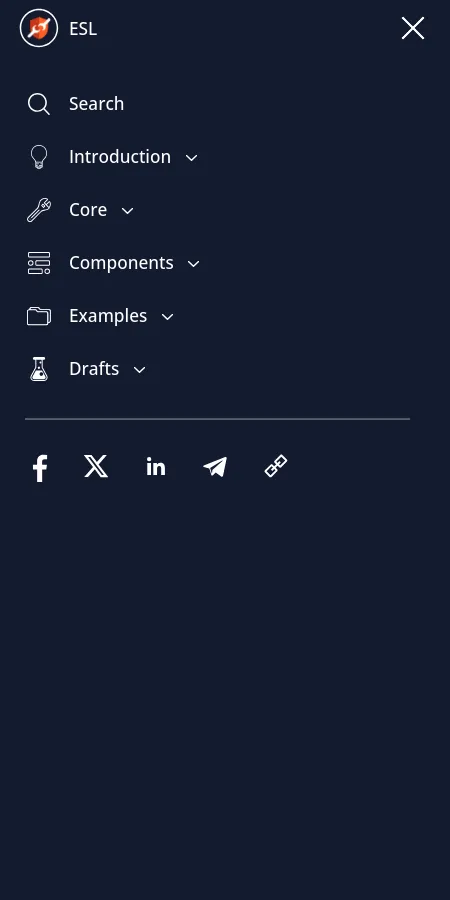 ESL
Search
Introduction
Core
Components
Examples
Drafts